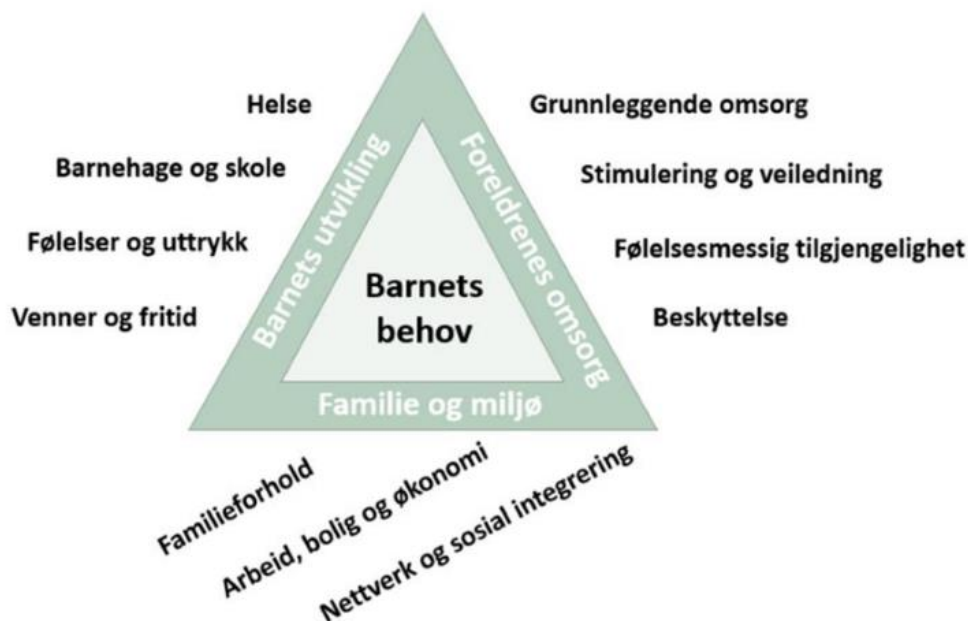 Helse
Barnehage og skole
Følelser og uttrykk
Venner og fritid
Barnets utvikling
Barnets
behov
Foreldrenes omsorg
Grunnleggende omsorg
Stimulering og veiledning
Følelsesmessig tilgjengelighet
Beskyttelse
Familie og miljø
Familieforhold
Arbeid, bolig og økonomi
Nettverk og sosial integrering